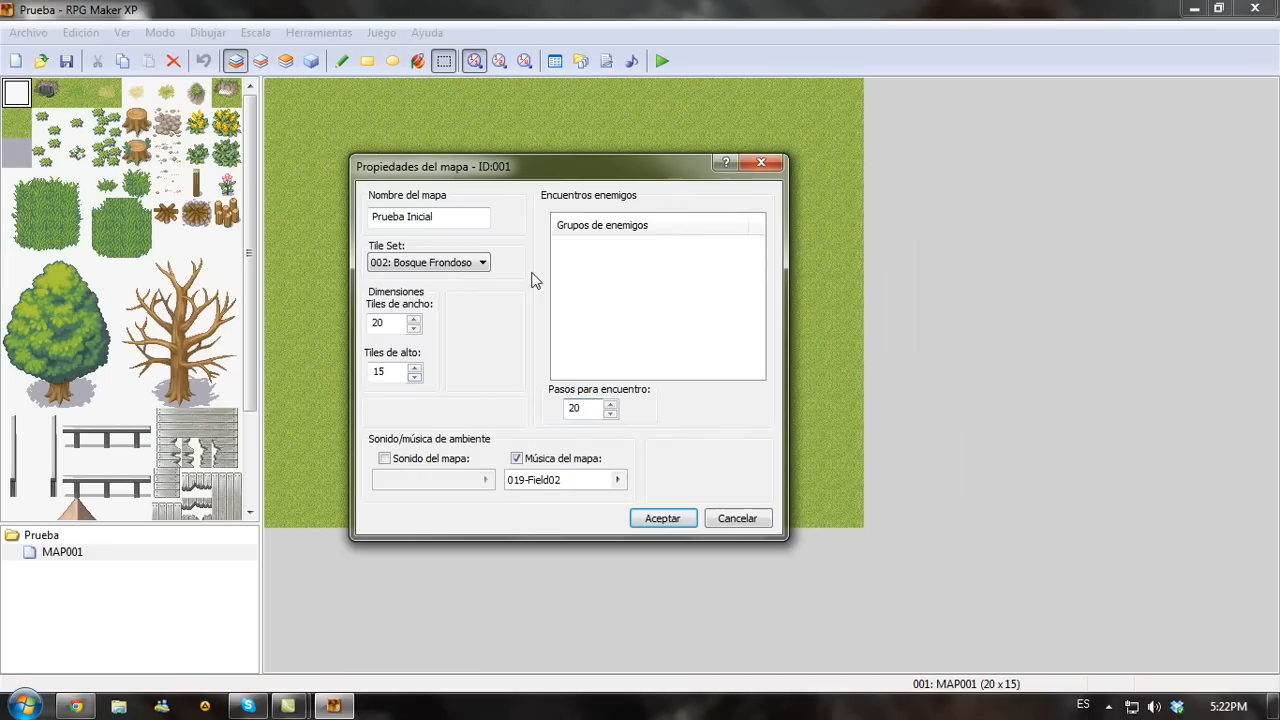 Prueba - RPG Maker XP
Archivo Edición Ver Modo Dibujar Escala Herramientas Juego Ayuda
Propiedades del mapa - ID:001
Nombre del mapa
Prueba Inicial
Tile Set:
002: Bosque Frondoso
Dimensiones
Tiles de ancho:
20
Tiles de alto:
15
Encuentros enemigos
Grupos de enemigos
Pasos para encuentro:
20
Sonido/música de ambiente
Sonido del mapa:
Música del mapa:
019-Field02
Aceptar
Cancelar
Prueba
MAP001
001: MAP001 (20 x 15)
ES
5:22PM